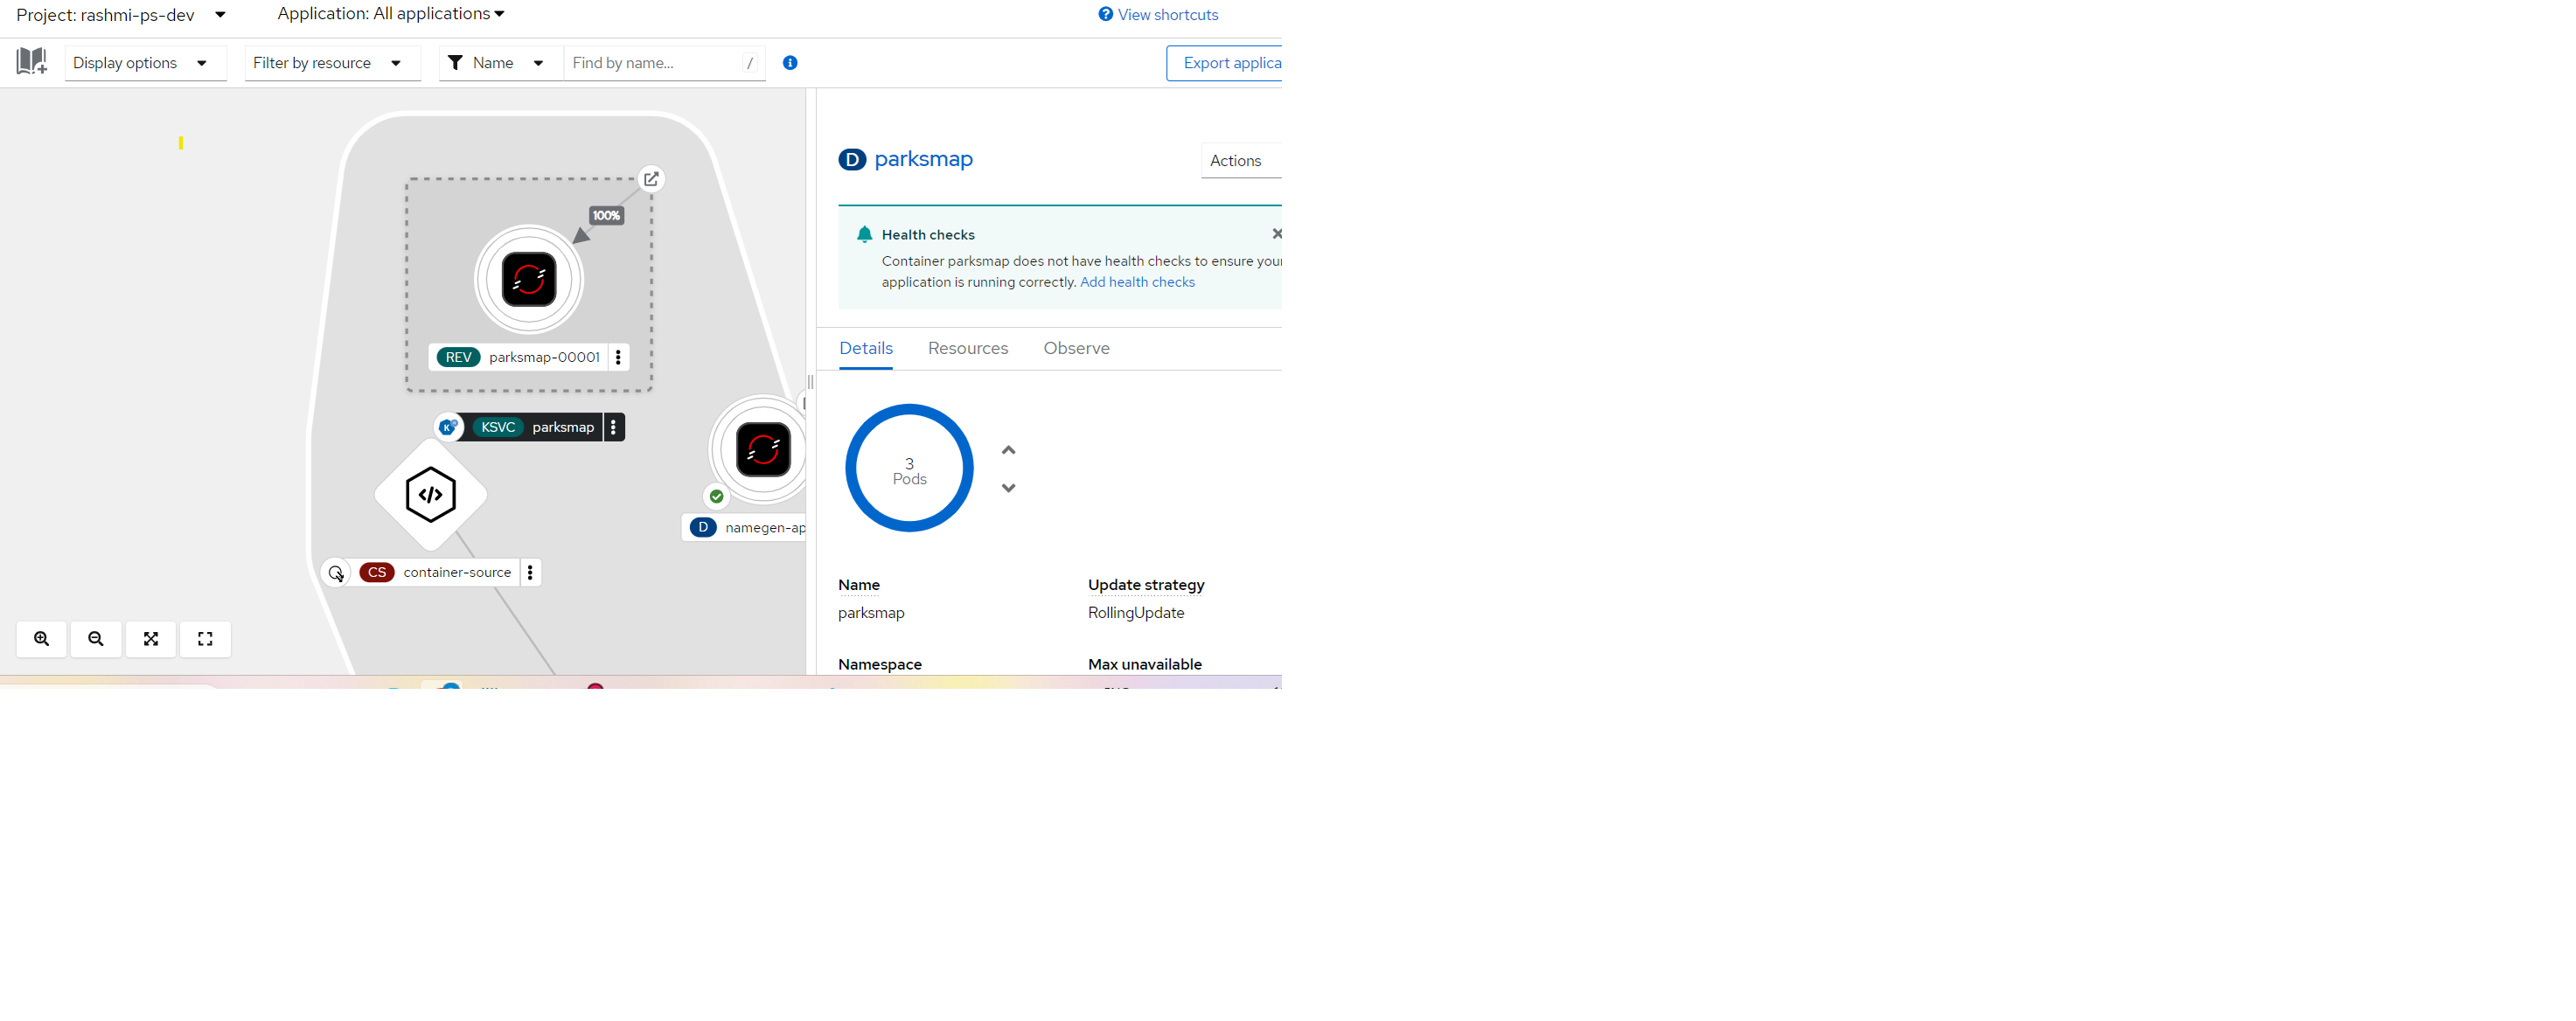 Project: rashmi-ps-dev
Application: All applications
View shortcuts
Display options
Filter by resource
Name
Find by name...
/
Export applica
100%
REV parksmap-00001
KSVC parksmap
D namegen-ap
CS container-source
D parksmap
Actions
Health checks
Container parksmap does not have health checks to ensure your
application is running correctly. Add health checks
Details
Resources
Observe
3
Pods
Name
parksmap
Update strategy
RollingUpdate
Namespace
Max unavailable